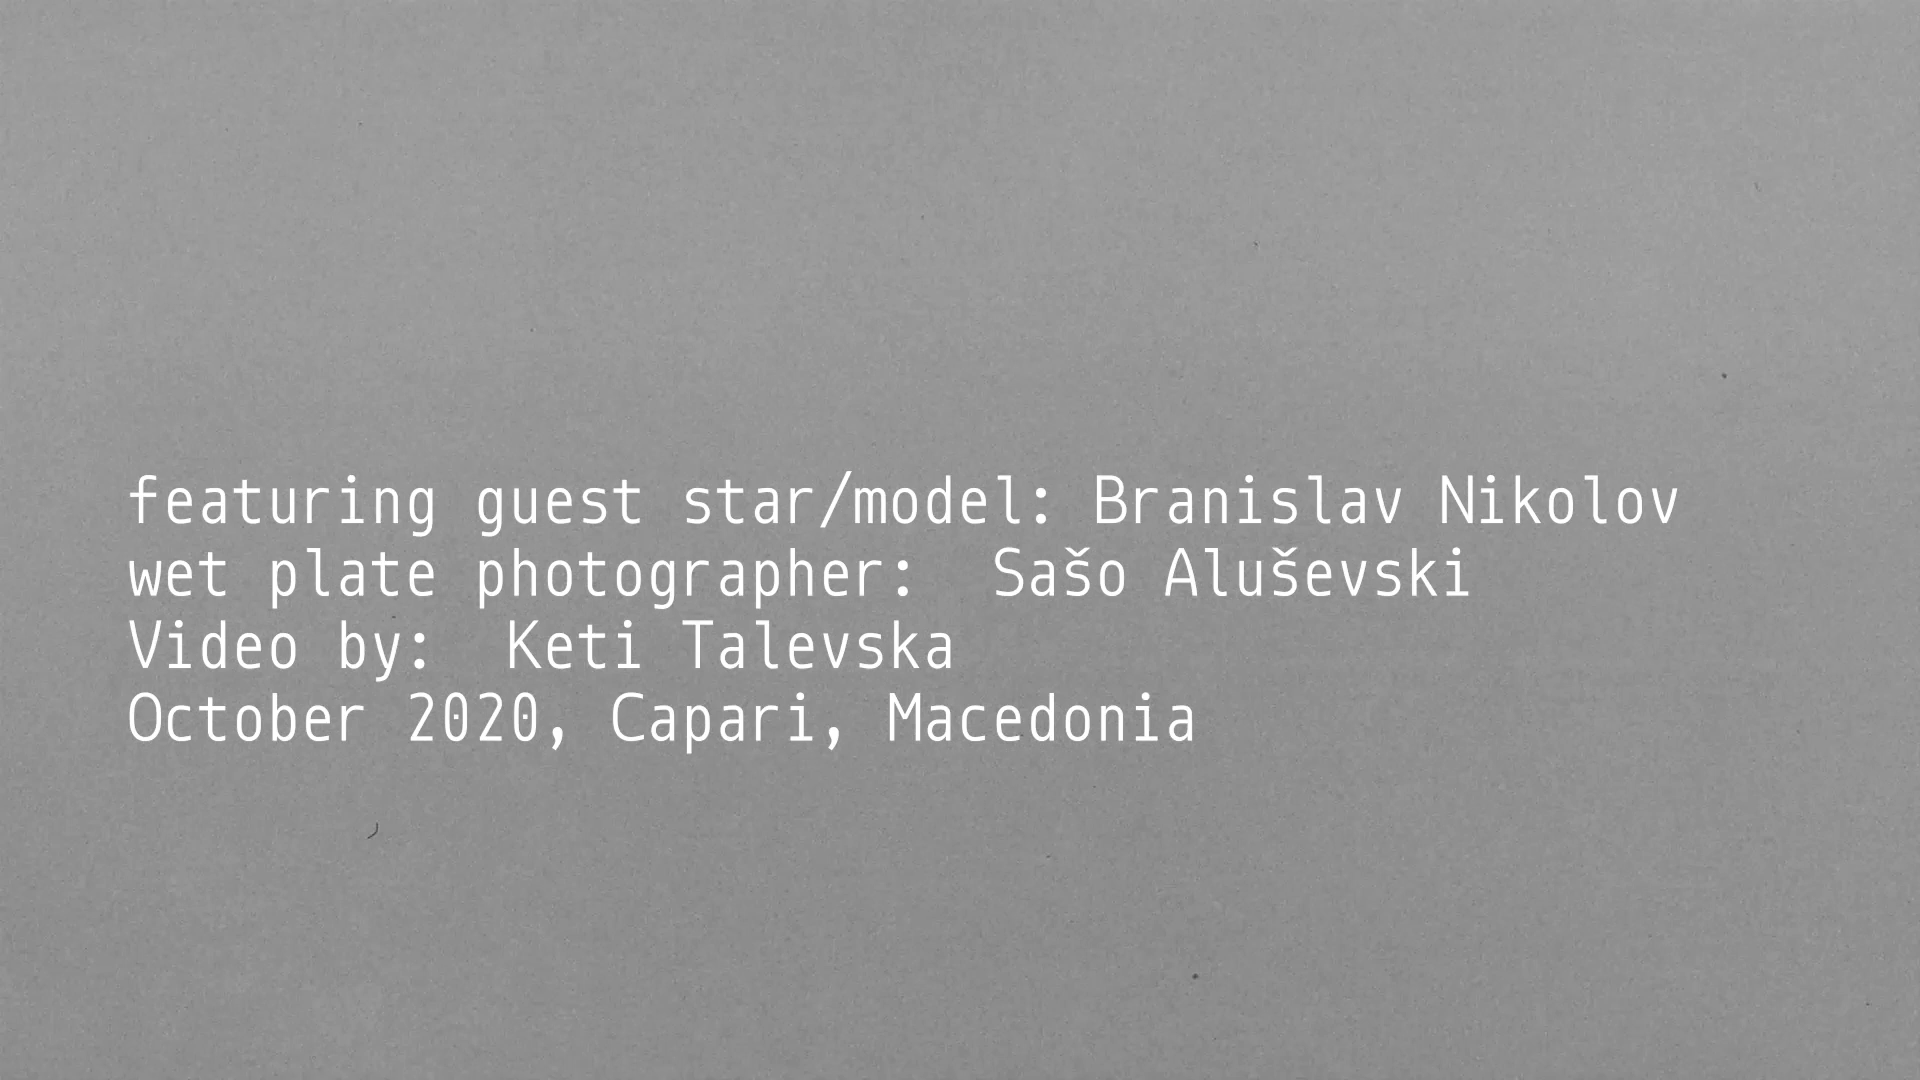 featuring guest star/model: Branislav Nikolov
wet plate photographer:  Sašo Aluševski
Video by:  Keti Talevska
October 2020, Capari, Macedonia